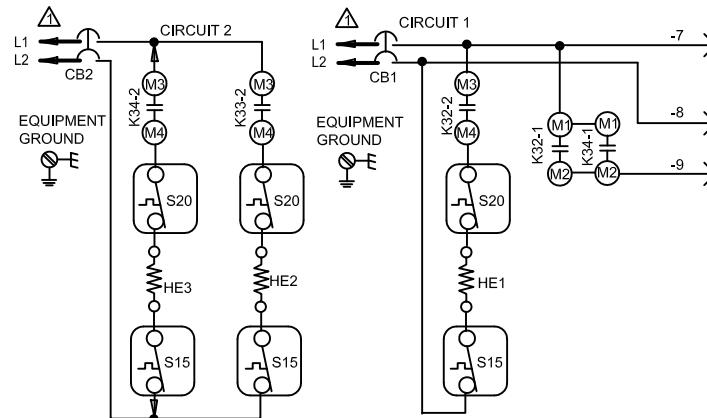 1
CIRCUIT 2
L1
L2
CB2
M3
K34-2
M4
M3
K33-2
M4
EQUIPMENT
GROUND
S20
S20
HE3
HE2
S15
S15
1
CIRCUIT 1
L1
L2
CB1
-7
M3
K32-2
M4
-8
M1
K32-1
M2
M1
K34-1
M2
-9
EQUIPMENT
GROUND
S20
HE1
S15